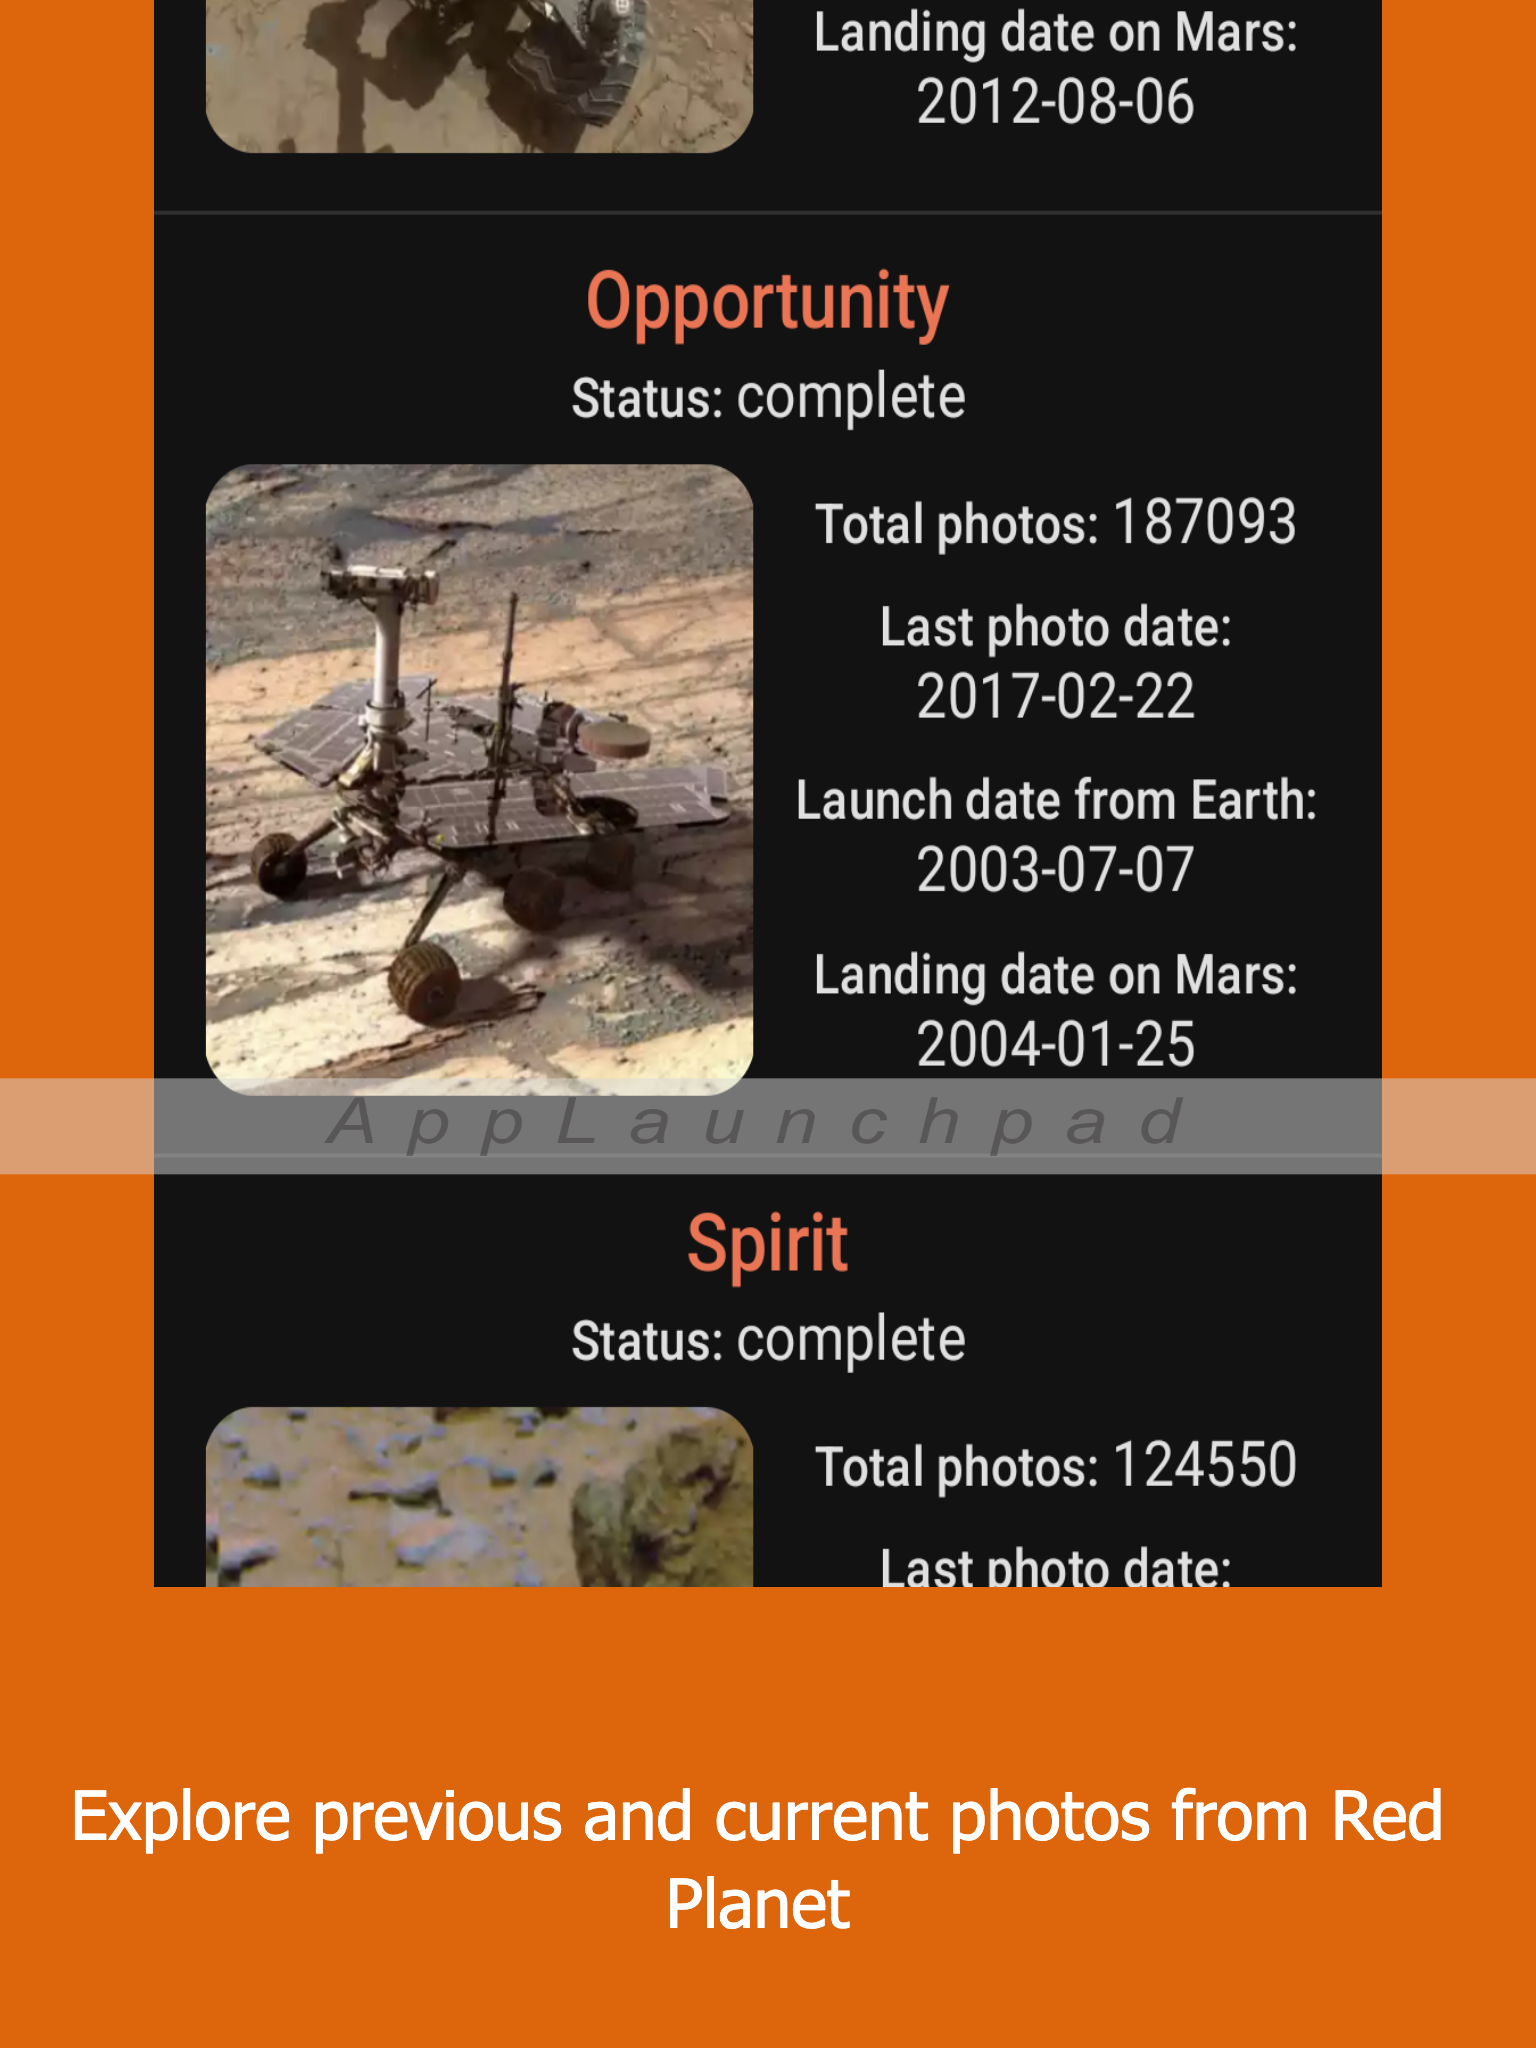 Landing date on Mars:
2012-08-06
Opportunity
Status: complete
Total photos: 187093
Last photo date:
2017-02-22
Launch date from Earth:
2003-07-07
Landing date on Mars:
2004-01-25
AppLaunchpad
Spirit
Status: complete
Total photos: 124550
Last photo date:
Explore previous and current photos from Red
Planet